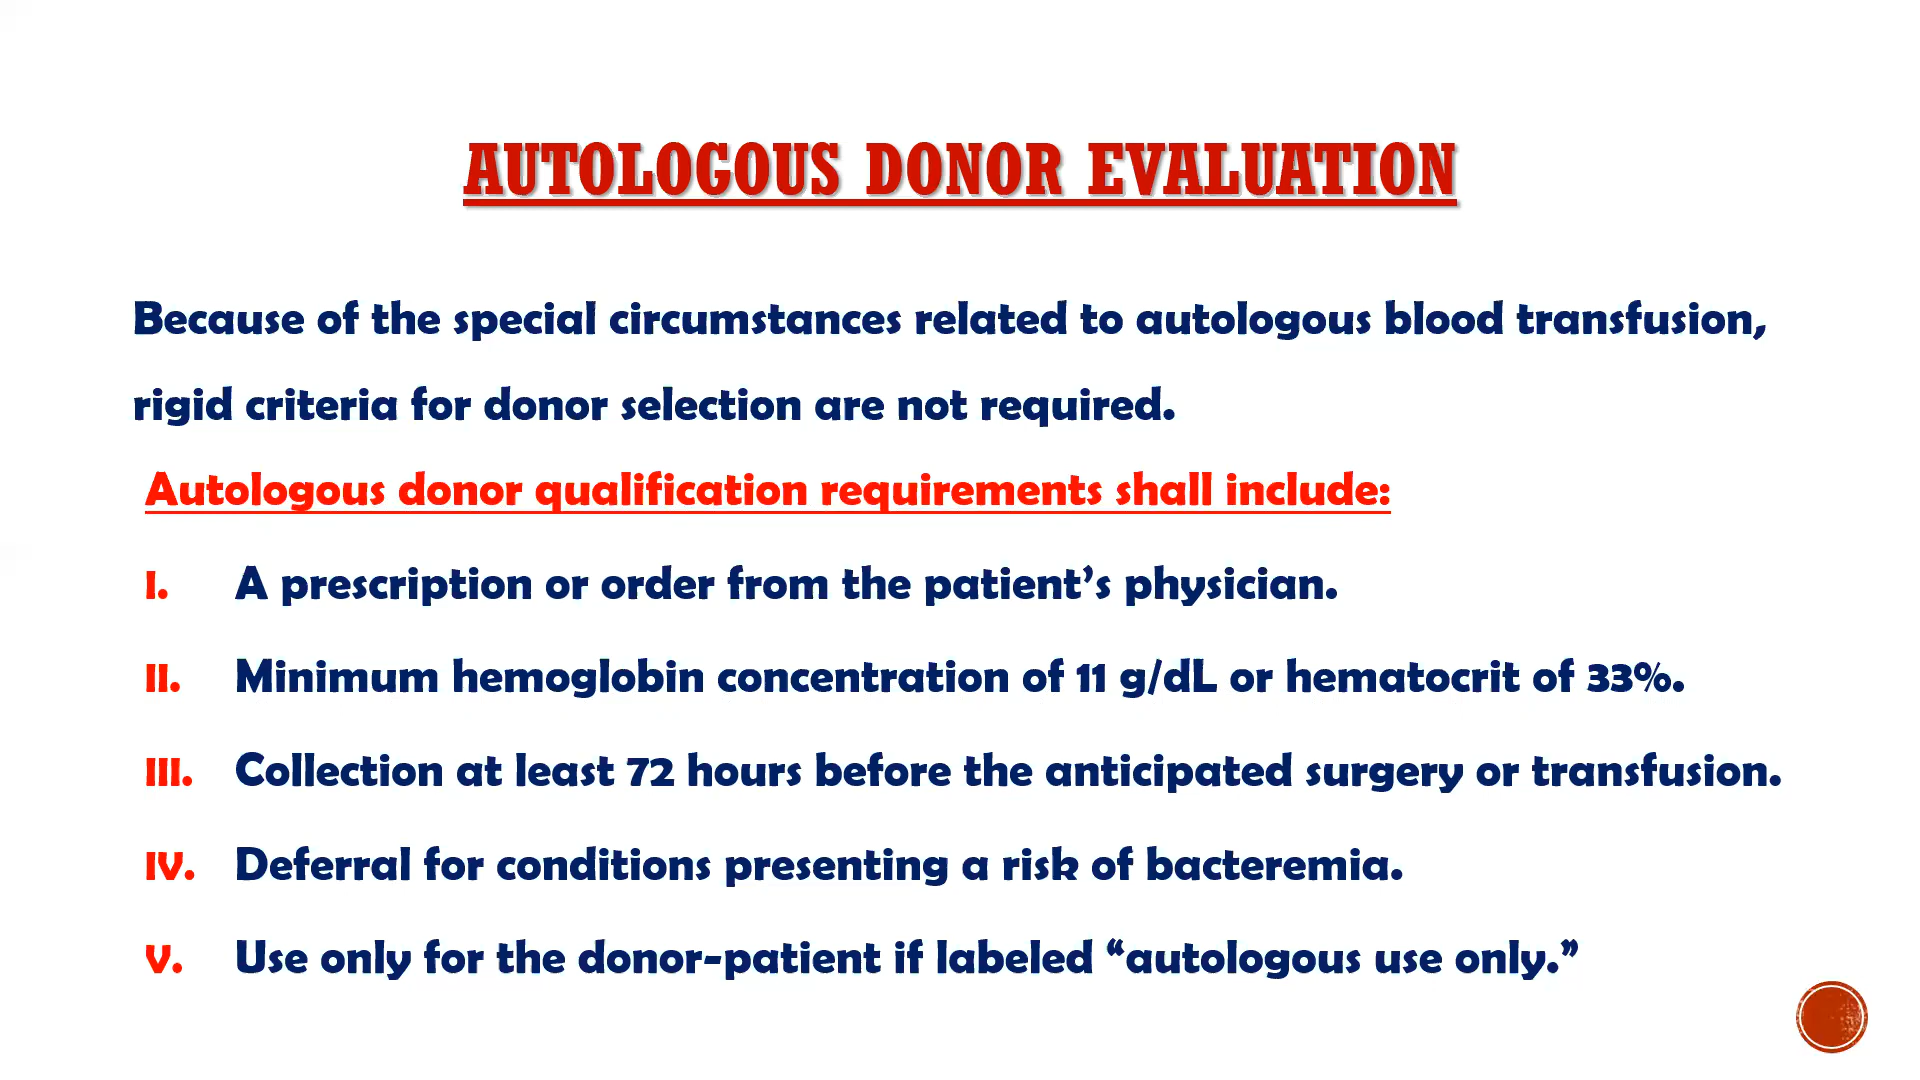 AUTOLOGOUS DONOR EVALUATION
Because of the special circumstances related to autologous blood transfusion,
rigid criteria for donor selection are not required.
Autologous donor qualification requirements shall include:
I. A prescription or order from the patient’s physician.
II. Minimum hemoglobin concentration of 11 g/dL or hematocrit of 33%.
III. Collection at least 72 hours before the anticipated surgery or transfusion.
IV. Deferral for conditions presenting a risk of bacteremia.
V. Use only for the donor-patient if labeled “autologous use only.”